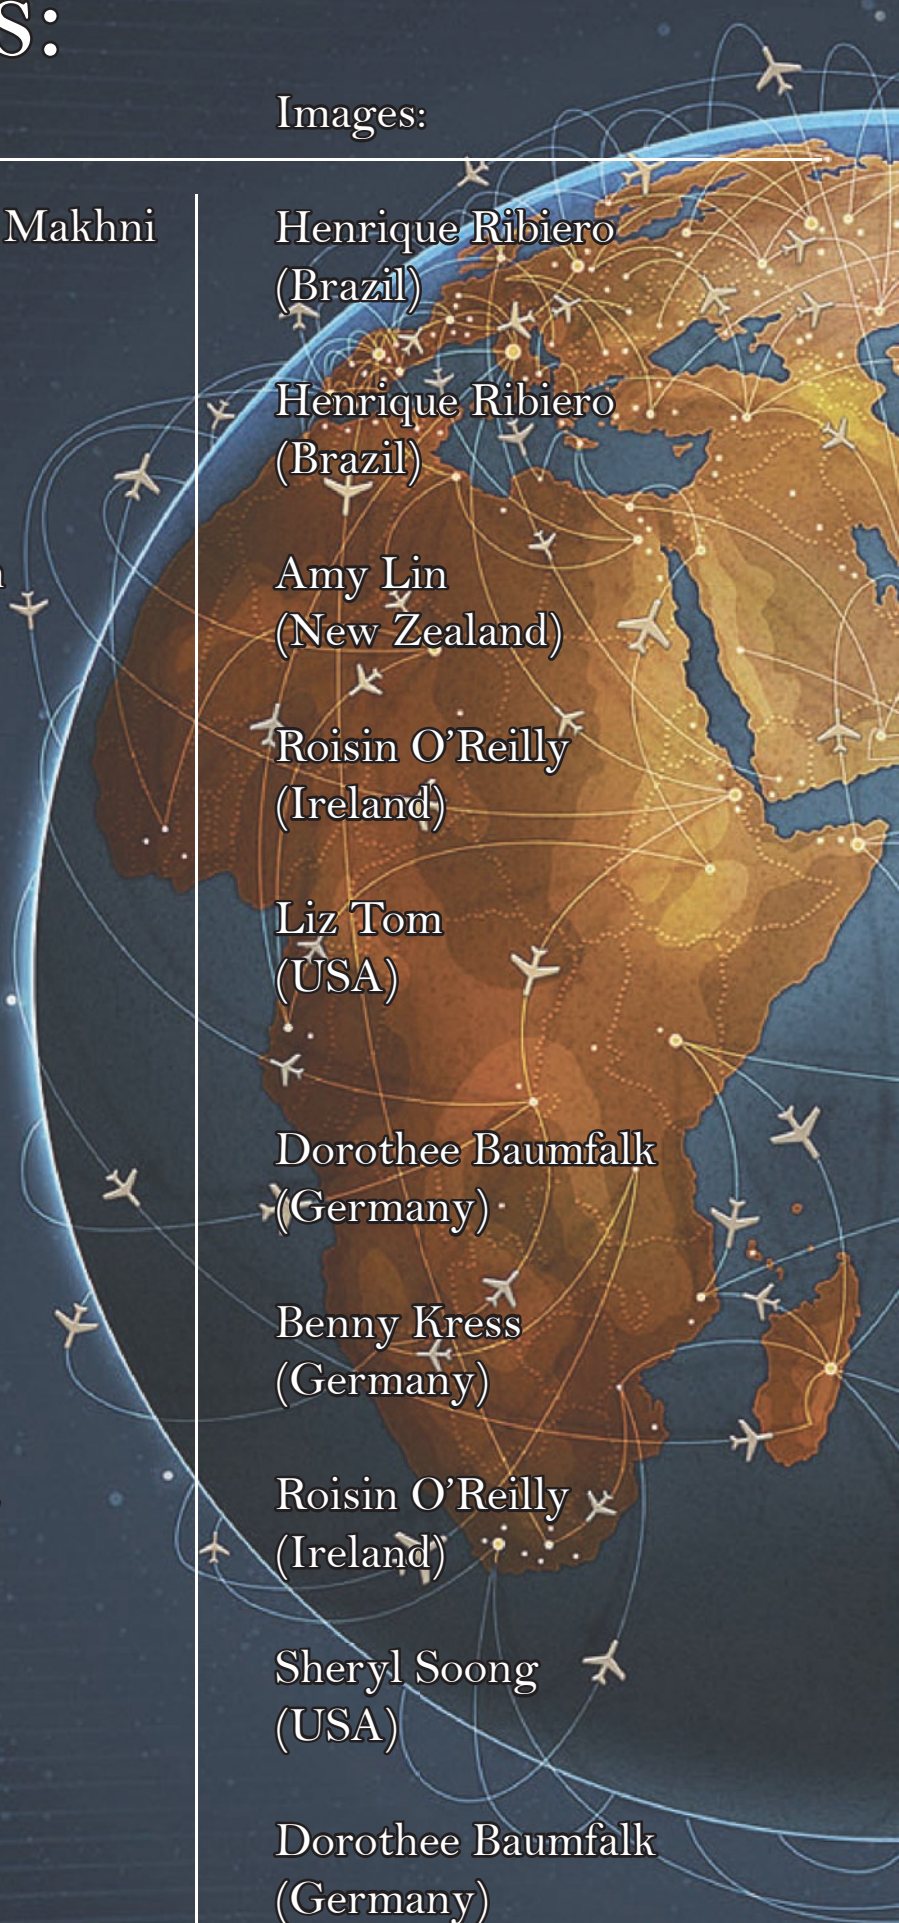 s:
Images:
Makhni
Henrique Ribiero
(Brazil)
Henrique Ribiero
(Brazil)
Amy Lin
(New Zealand)
Roisin O’Reilly
(Ireland)
Liz Tom
(USA)
Dorothee Baumfalk
(Germany)
Benny Kress
(Germany)
Roisin O’Reilly
(Ireland)
Sheryl Soong
(USA)
Dorothee Baumfalk
(Germany)